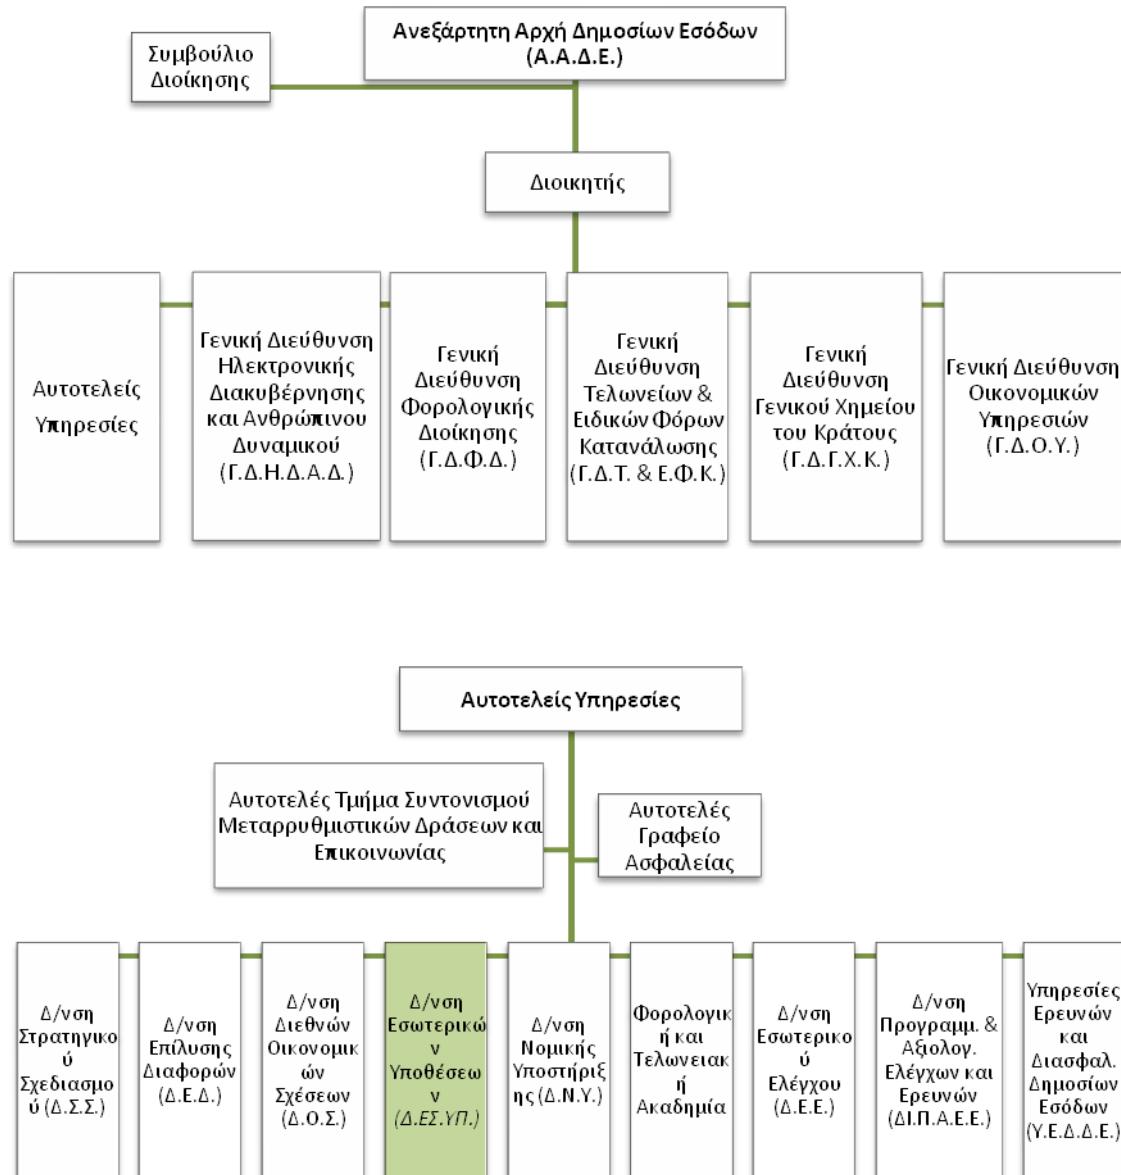 Ανεξάρτητη Αρχή Δημοσίων Εσόδων
(Α.Α.Δ.Ε.)
Συμβούλιο
Διοίκησης
Διοικητής
Αυτοτελείς
Υπηρεσίες
Γενική Διεύθυνση
Ηλεκτρονικής
Διακυβέρνησης
και Ανθρώπινου
Δυναμικού
(Γ.Δ.Η.Δ.Α.Δ.)
Γενική
Διεύθυνση
Φορολογικής
Διοίκησης
(Γ.Δ.Φ.Δ.)
Γενική
Διεύθυνση
Τελωνείων &
Ειδικών Φόρων
Κατανάλωσης
(Γ.Δ.Τ. & Ε.Φ.Κ.)
Γενική
Διεύθυνση
Γενικού Χημείου
του Κράτους
(Γ.Δ.Γ.Χ.Κ.)
Γενική Διεύθυνση
Οικονομικών
Υπηρεσιών
(Γ.Δ.Ο.Υ.)
Αυτοτελείς Υπηρεσίες
Αυτοτελές Τμήμα Συντονισμού
Μεταρρυθμιστικών Δράσεων και
Επικοινωνίας
Αυτοτελές
Γραφείο
Ασφαλείας
Δ/νση
Στρατηγικο
ύ
Σχεδιασμο
ύ (Δ.Σ.Σ.)
Δ/νση
Επίλυσης
Διαφορών
(Δ.Ε.Δ.)
Δ/νση
Διεθνών
Οικονομικ
ών
Σχέσεων
(Δ.Ο.Σ.)
Δ/νση
Εσωτερικώ
ν
Υποθέσεω
ν
(Δ.ΕΣ.ΥΠ.)
Δ/νση
Νομικής
Υποστήριξ
ης (Δ.Ν.Υ.)
Φορολογικ
ή και
Τελωνειακ
ή
Ακαδημία
Δ/νση
Εσωτερικο
ύ
Ελέγχου
(Δ.Ε.Ε.)
Δ/νση
Προγραμμ. &
Αξιολογ.
Ελέγχων και
Ερευνών
(ΔΙ.Π.Α.Ε.Ε.)
Υπηρεσίες
Ερευνών
και
Διασφαλ.
Δημοσίων
Εσόδων
(Υ.Ε.Δ.Δ.Ε.)